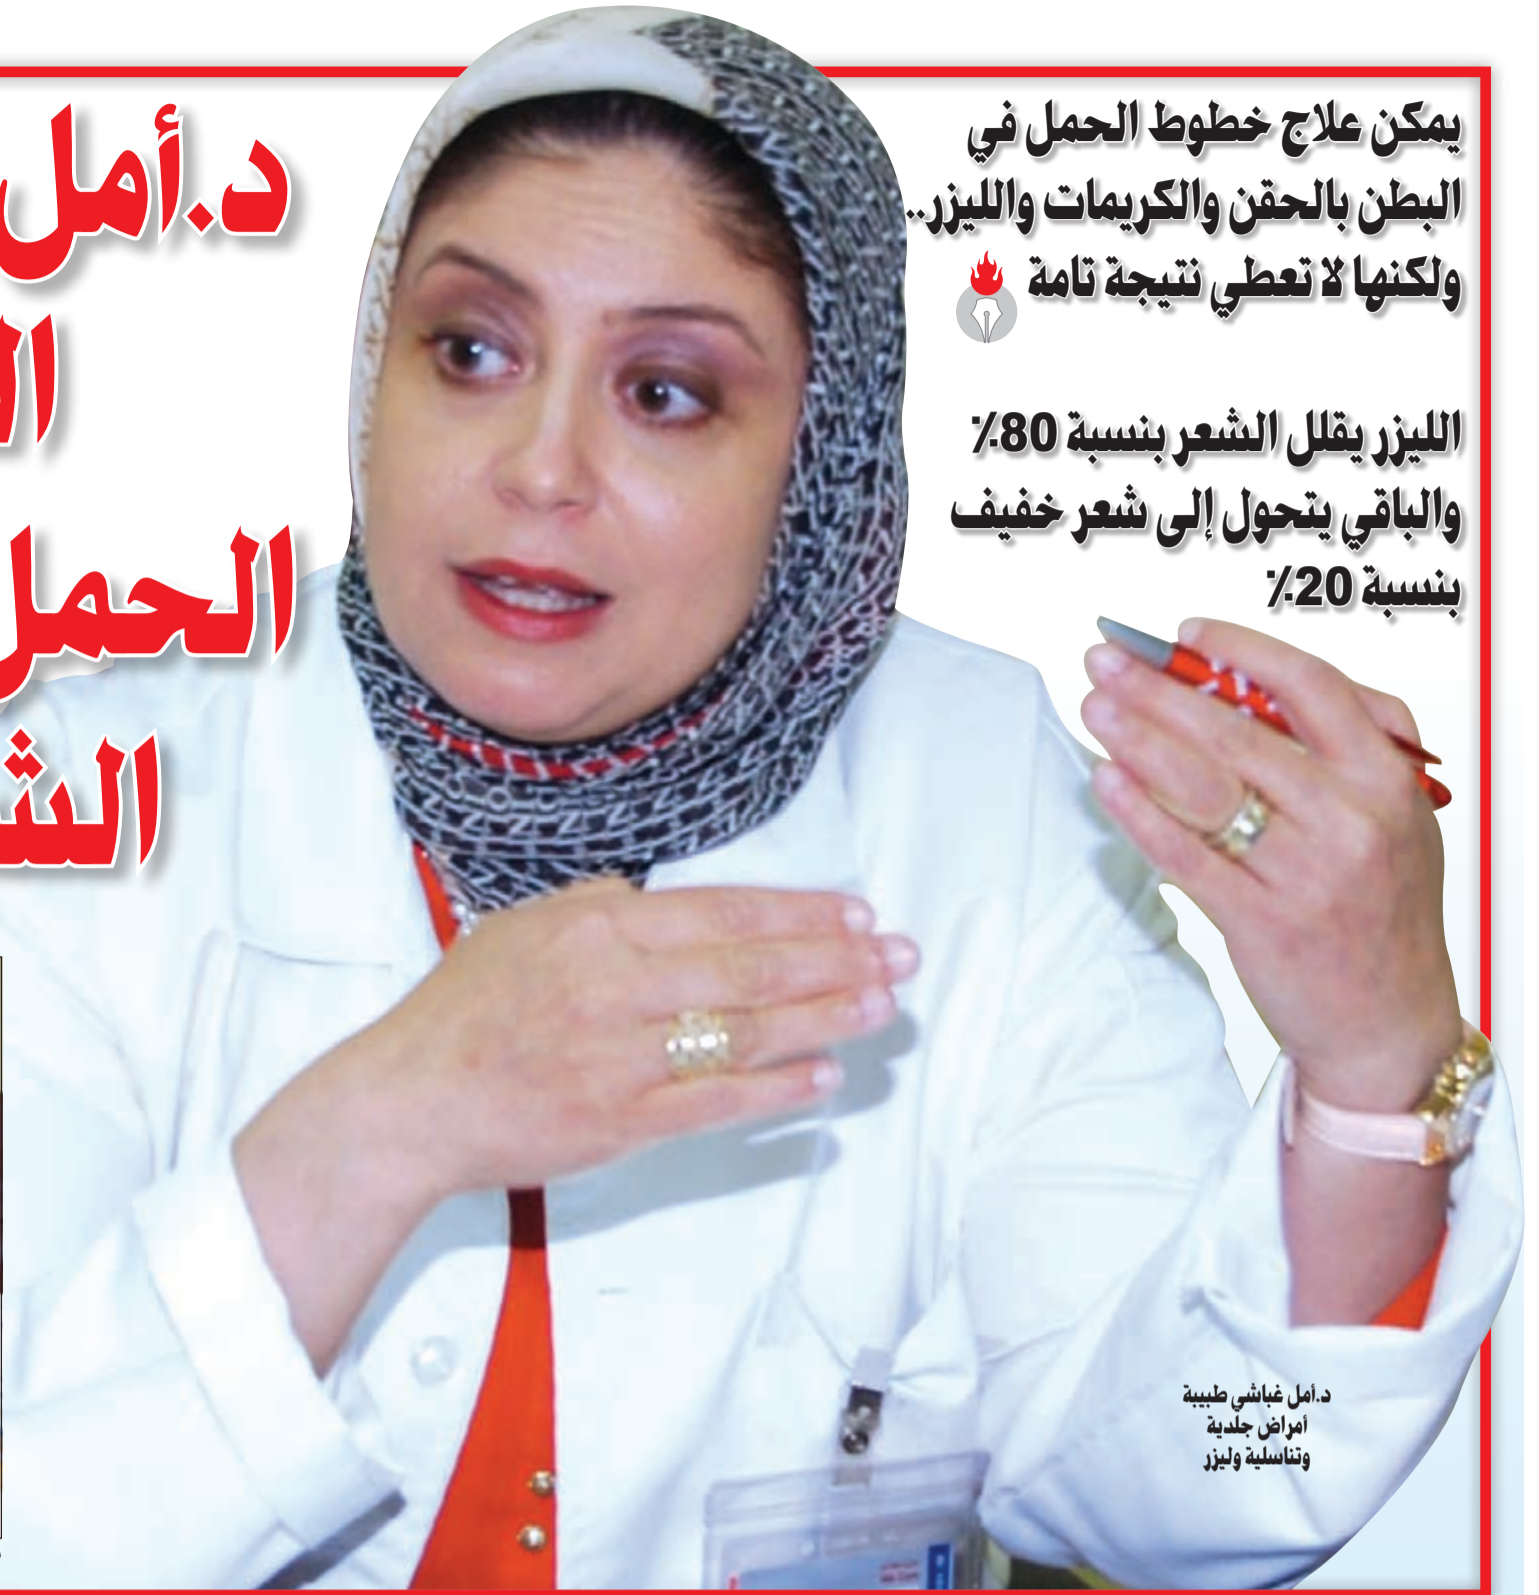 يمكن علاج خطوط الحمل في
البطن بالحقن والكريمات والليزر..
ولكنها لا تعطي نتيجة تامة
الليزر يقلل الشعر بنسبة 80٪
والباقي يتحول إلى شعر خفيف
بنسبة 20٪
د.أمل
الحمل
د.أمل غباشي طبيبة
أمراض جلدية
وتناسلية وليزر